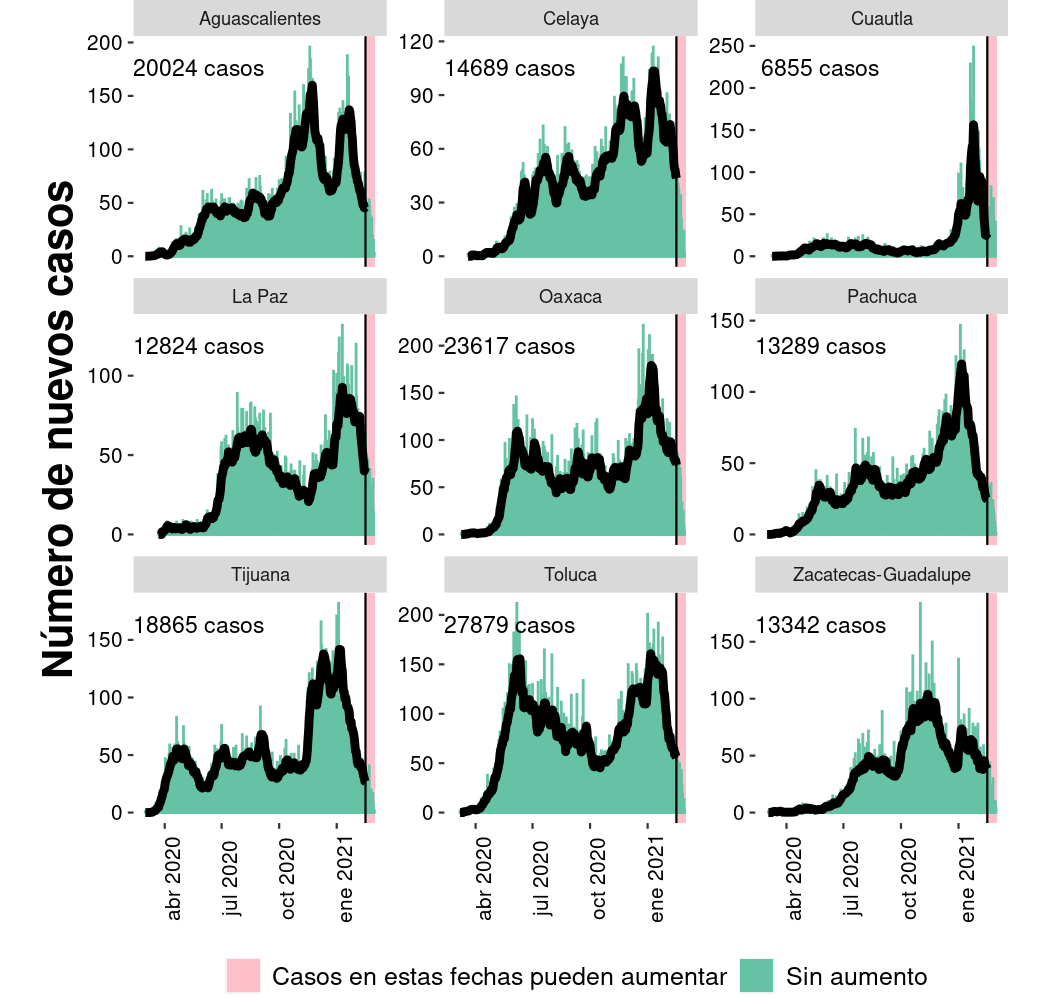 Número de nuevos casos
Aguascalientes
Celaya
Cuautla
200
150
100
50
0
20024 casos
120
90
60
30
0
14689 casos
250
200
150
100
50
0
6855 casos
La Paz
Oaxaca
Pachuca
100
50
0
12824 casos
200
150
100
50
0
23617 casos
150
100
50
0
13289 casos
Tijuana
Toluca
Zacatecas-Guadalupe
150
100
50
0
18865 casos
200
150
100
50
0
27879 casos
150
100
50
0
13342 casos
abr 2020
jul 2020
oct 2020
ene 2021
abr 2020
jul 2020
oct 2020
ene 2021
abr 2020
jul 2020
oct 2020
ene 2021
Casos en estas fechas pueden aumentar
Sin aumento